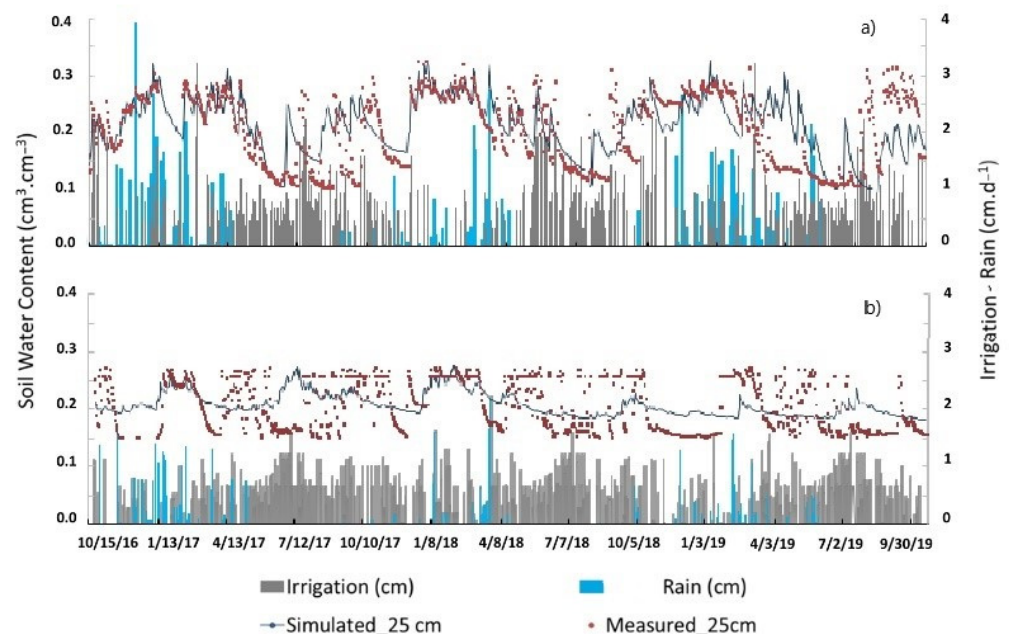 0.4
0.3
0.2
0.1
0.0
4
3
2
1
0
a)
Soil Water Content (cm³.cm⁻³)
Irrigation - Rain (cm.d⁻¹)
0.4
0.3
0.2
0.1
0.0
4
3
2
1
0
b)
10/15/16 1/13/17 4/13/17 7/12/17 10/10/17 1/8/18 4/8/18 7/7/18 10/5/18 1/3/19 4/3/19 7/2/19 9/30/19
Irrigation (cm) Rain (cm)
Simulated_25 cm Measured_25cm